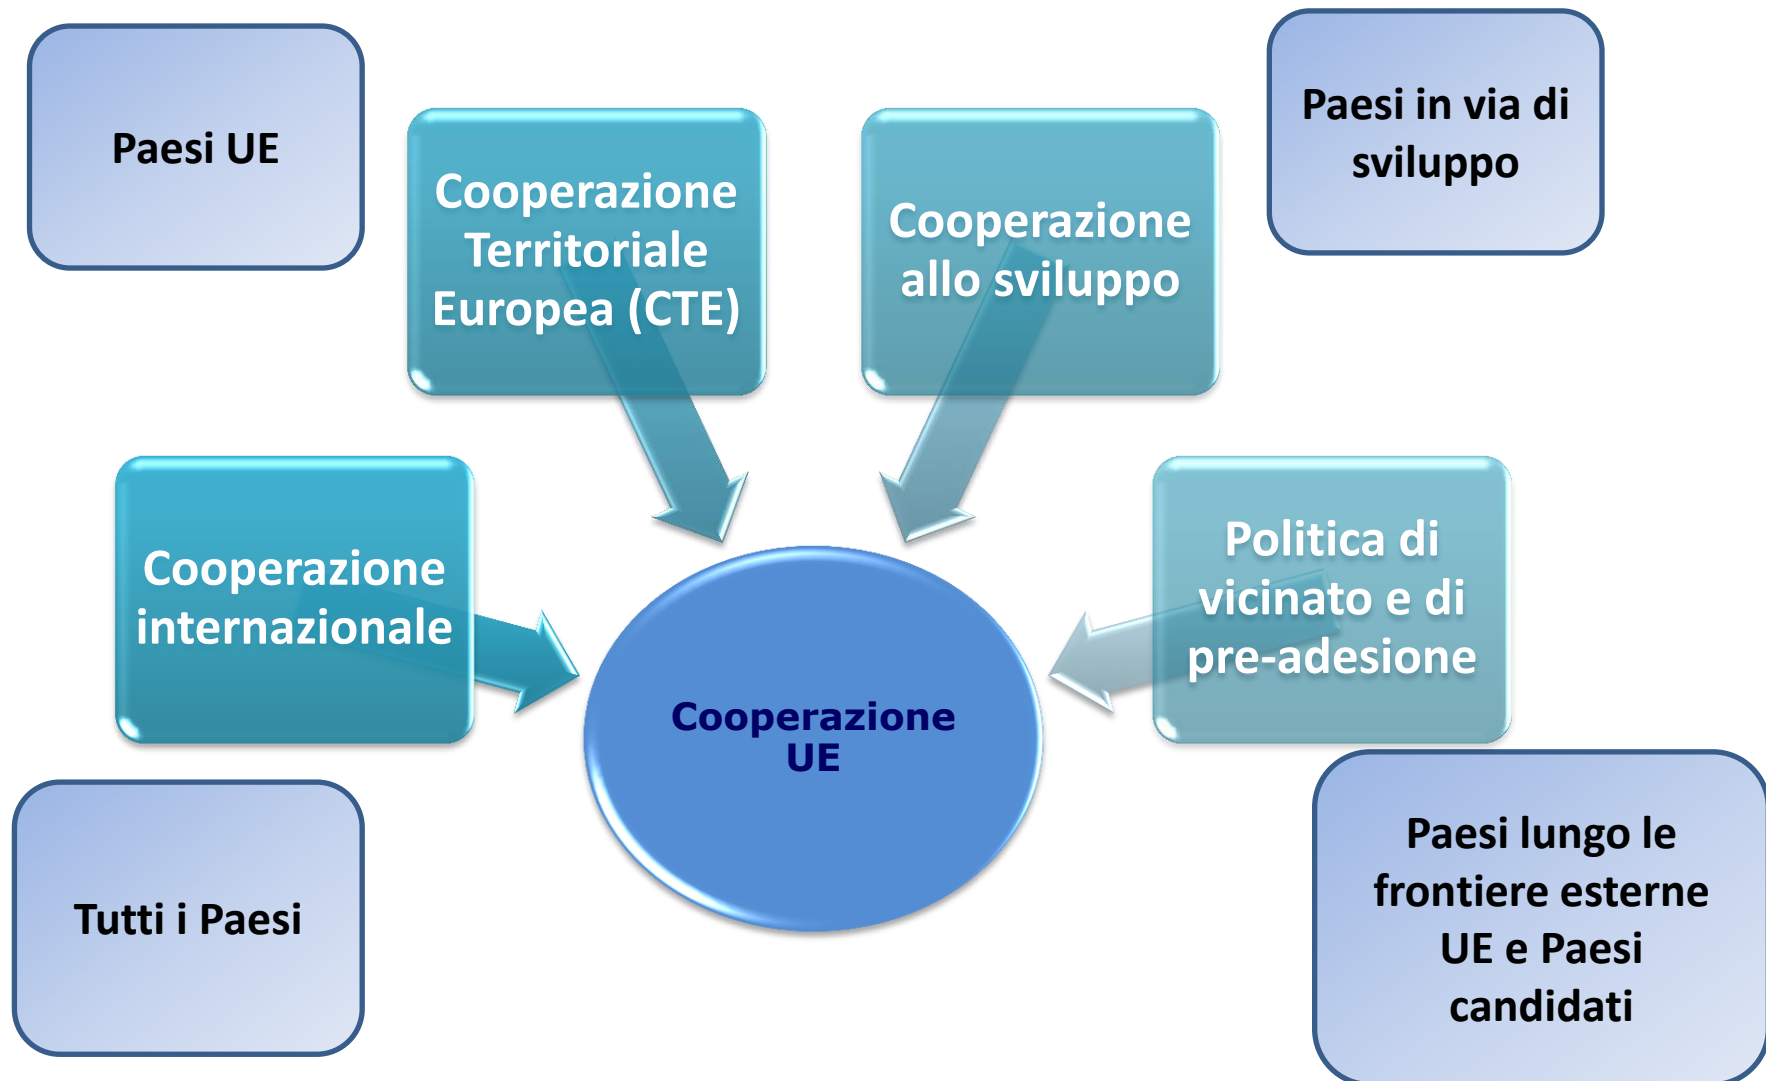 Paesi UE
Cooperazione
Territoriale
Europea (CTE)
Cooperazione
allo sviluppo
Paesi in via di
sviluppo
Cooperazione
internazionale
Cooperazione
UE
Politica di
vicinato e di
pre-adesione
Tutti i Paesi
Paesi lungo le
frontiere esterne
UE e Paesi
candidati